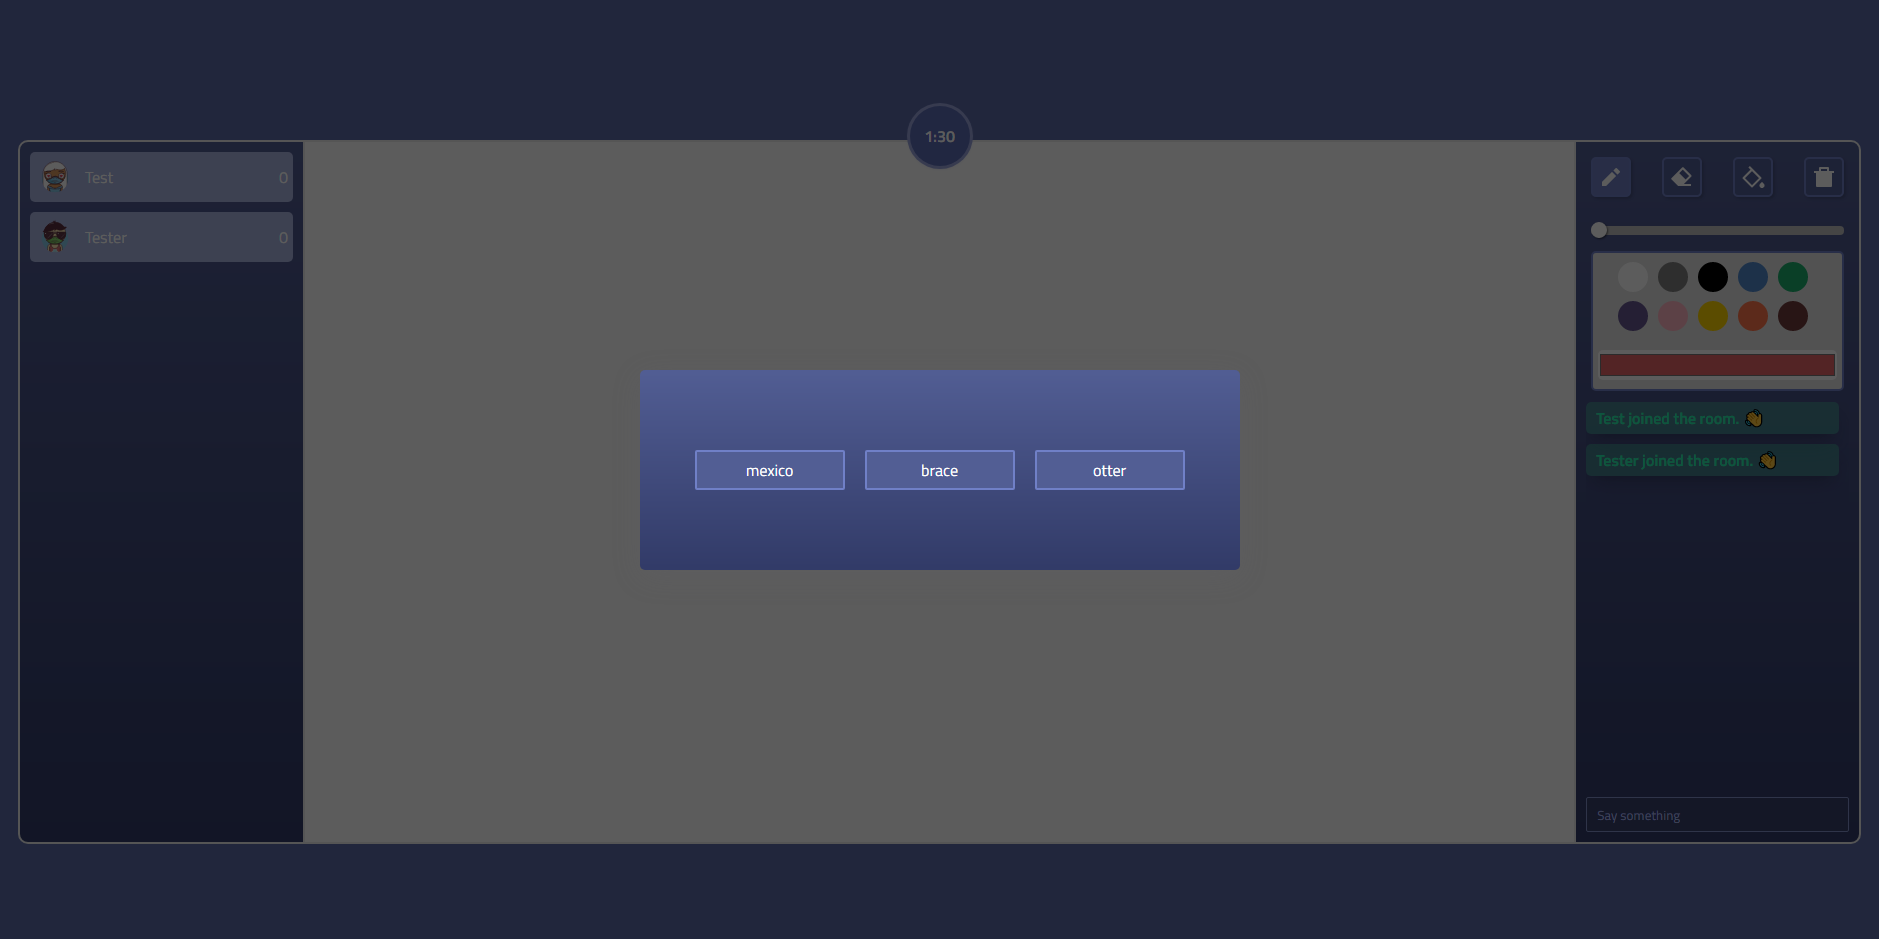 1:30
Test 0
Tester 0
mexico
brace
otter
Test joined the room. 👏
Tester joined the room. 👏
Say something